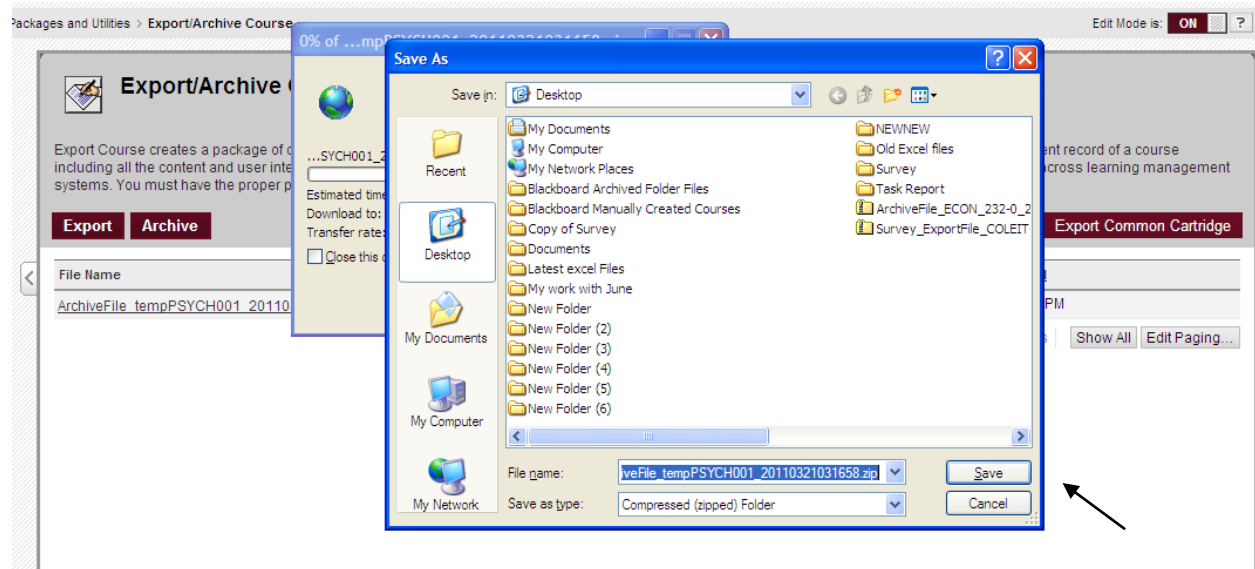 Packages and Utilities > Export/Archive Course
Edit Mode is: ON ?
0% of ...mpPSYCH001_20110321031658.zip
Save As
Export/Archive
Save in: Desktop
Export Course creates a package of
including all the content and user inte
systems. You must have the proper p
ent record of a course
across learning management
Export Archive
Export Common Cartridge
File Name
ArchiveFile_tempPSYCH001_20110
PM
Show All Edit Paging...
...SYCH001_2
Estimated time
Download to:
Transfer rate:
Close this
Recent
Desktop
My Documents
My Computer
My Network
My Documents
My Computer
My Network Places
Blackboard Archived Folder Files
Blackboard Manually Created Courses
Copy of Survey
Documents
Latest excel Files
My work with June
New Folder
New Folder (2)
New Folder (3)
New Folder (4)
New Folder (5)
New Folder (6)
NEWNEW
Old Excel files
Survey
Task Report
ArchiveFile_ECON_232-0_2
Survey_ExportFile_COLEIT
File name: iveFile_tempPSYCH001_20110321031658.zip Save
Save as type: Compressed (zipped) Folder Cancel